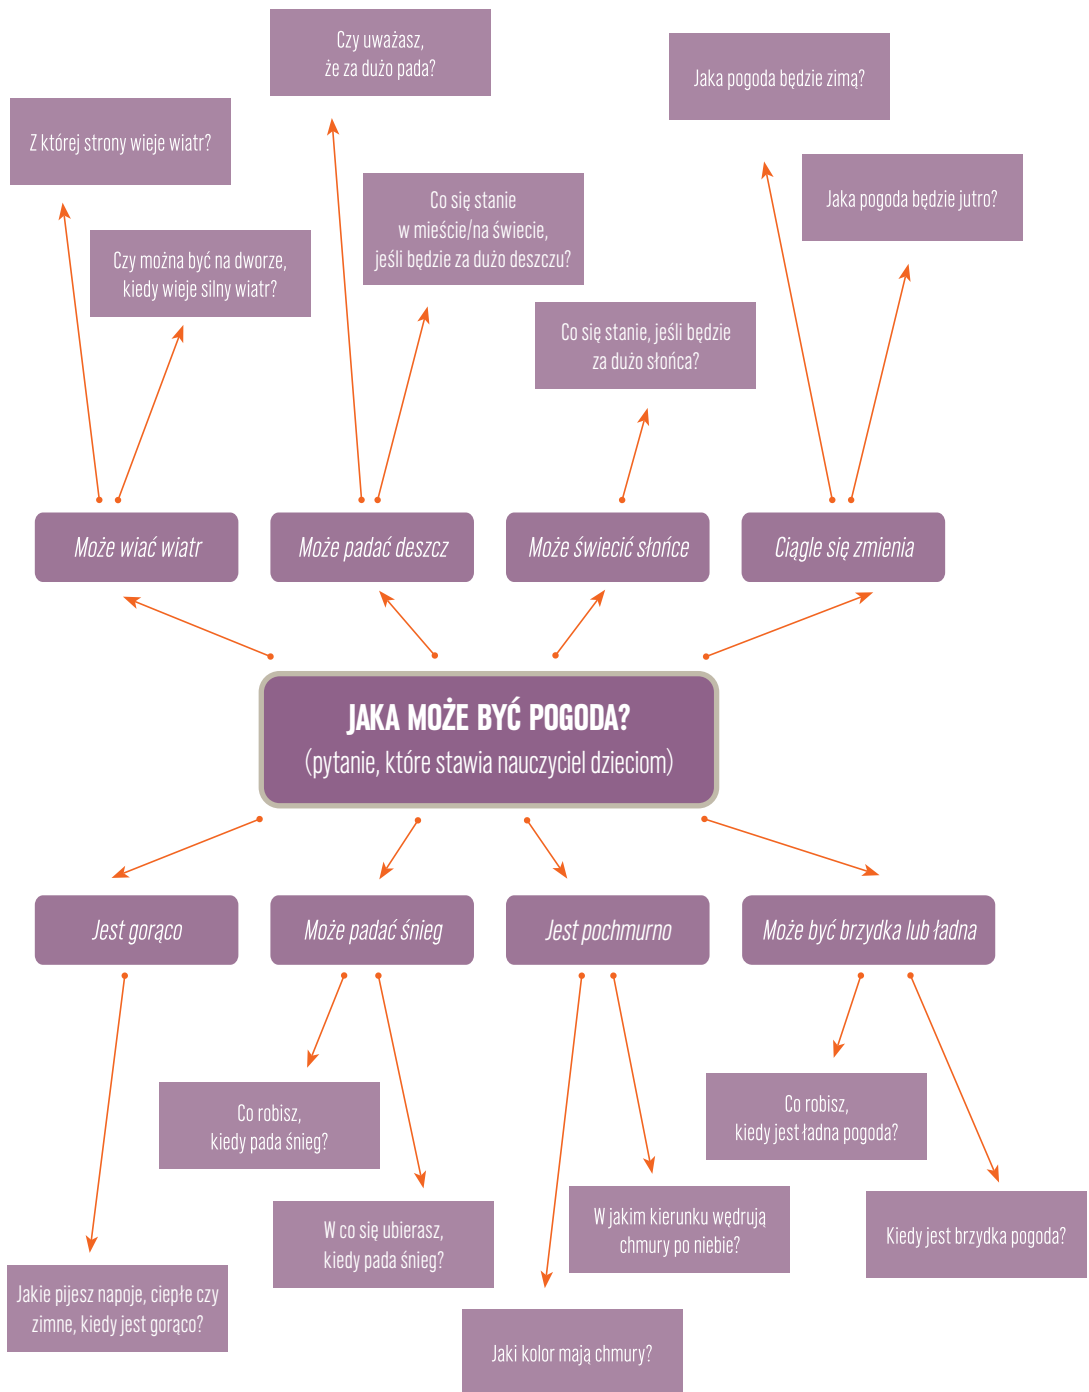 Czy uważasz,
że za dużo pada?
Jaka pogoda będzie zimą?
Z której strony wieje wiatr?
Co się stanie
w mieście/na świecie,
jeśli będzie za dużo deszczu?
Jaka pogoda będzie jutro?
Czy można być na dworze,
kiedy wieje silny wiatr?
Co się stanie, jeśli będzie
za dużo słońca?
Może wiać wiatr
Może padać deszcz
Może świecić słońce
Ciągle się zmienia
JAKA MOŻE BYĆ POGODA?
(pytanie, które stawia nauczyciel dzieciom)
Jest gorąco
Może padać śnieg
Jest pochmurno
Może być brzydka lub ładna
Co robisz,
kiedy pada śnieg?
Co robisz,
kiedy jest ładna pogoda?
W co się ubierasz,
kiedy pada śnieg?
W jakim kierunku wędrują
chmury po niebie?
Kiedy jest brzydka pogoda?
Jakie pijesz napoje, ciepłe czy
zimne, kiedy jest gorąco?
Jaki kolor mają chmury?